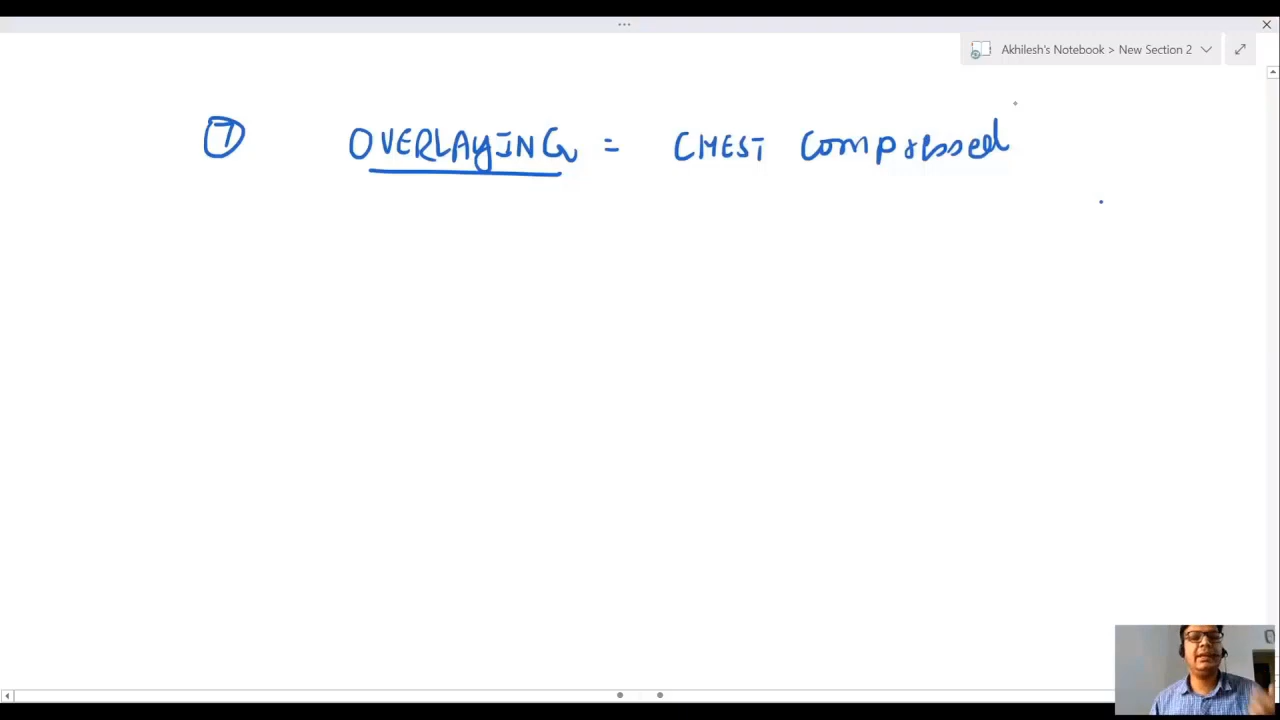 Akhilesh's Notebook > New Section 2
7 OVERLAYING = CHEST compressed